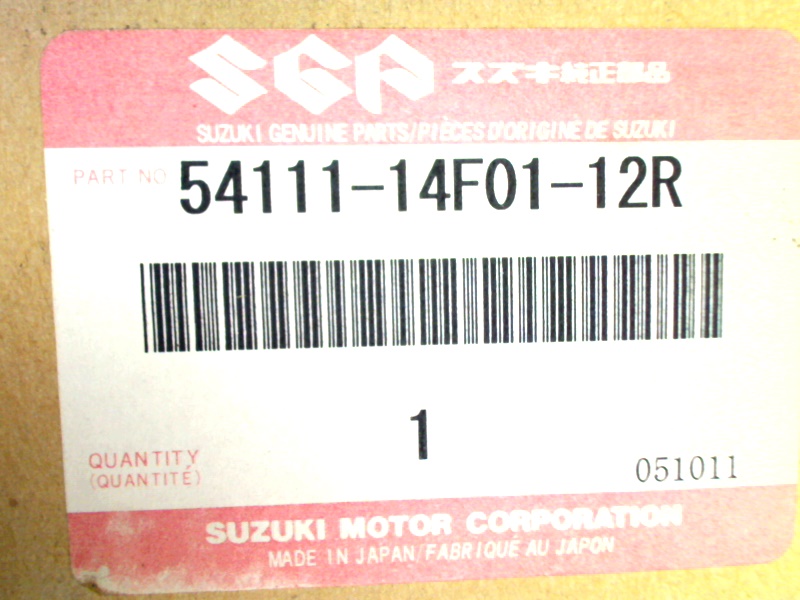 SGP スズキ純正部品
SUZUKI GENUINE PARTS/PIÈCES D'ORIGINE DE SUZUKI
PART NO 54111-14F01-12R
1
QUANTITY
(QUANTITÉ)
051011
SUZUKI MOTOR CORPORATION
MADE IN JAPAN/FABRIQUÉ AU JAPON